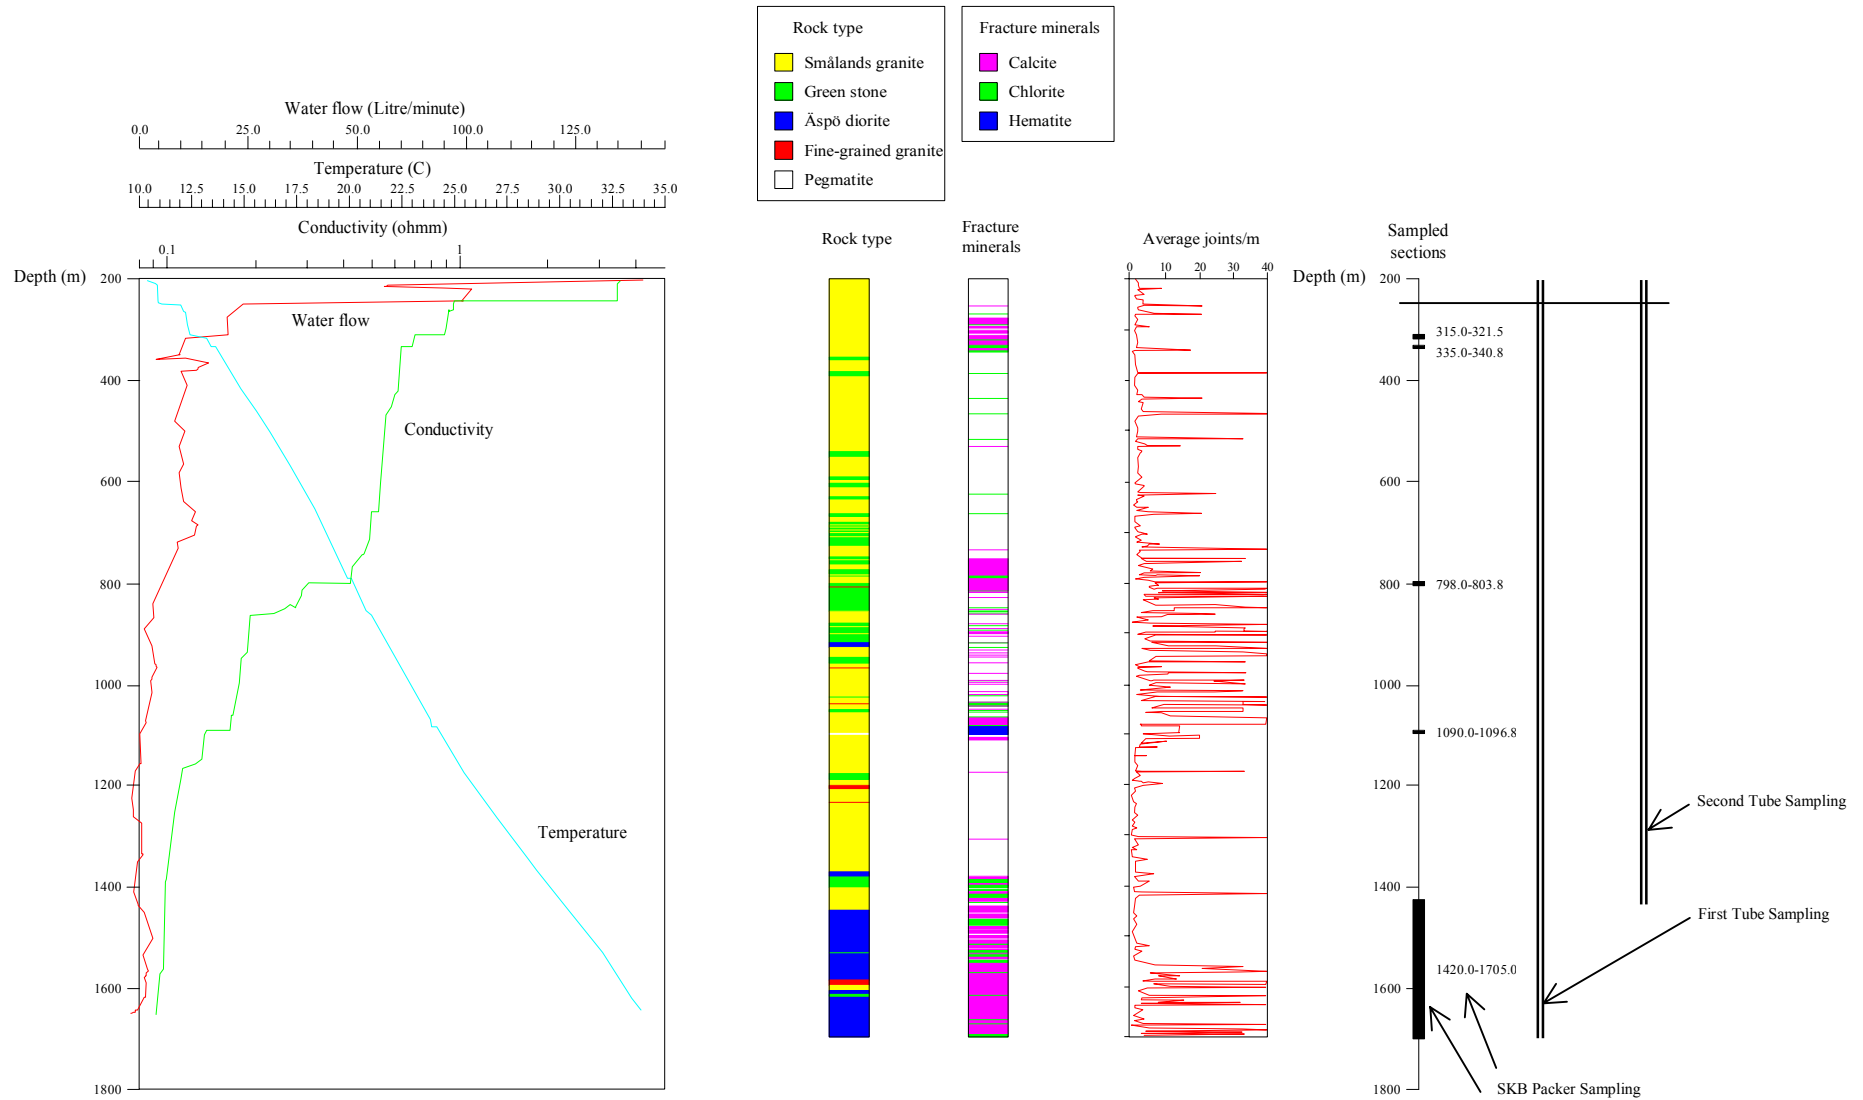 Rock type
Smålands granite
Green stone
Äspö diorite
Fine-grained granite
Pegmatite
Fracture minerals
Calcite
Chlorite
Hematite
Water flow (Litre/minute)
0.0 25.0 50.0 100.0 125.0
Temperature (C)
10.0 12.5 15.0 17.5 20.0 22.5 25.0 27.5 30.0 32.5 35.0
Conductivity (ohmm)
0.1 1
Depth (m)
200
400
600
800
1000
1200
1400
1600
1800
Water flow
Conductivity
Temperature
Rock type
Fracture
minerals
Average joints/m
0 10 20 30 40
Depth (m)
200
400
600
800
1000
1200
1400
1600
1800
Sampled
sections
315.0-321.5
335.0-340.8
798.0-803.8
1090.0-1096.8
1420.0-1705.0
Second Tube Sampling
First Tube Sampling
SKB Packer Sampling